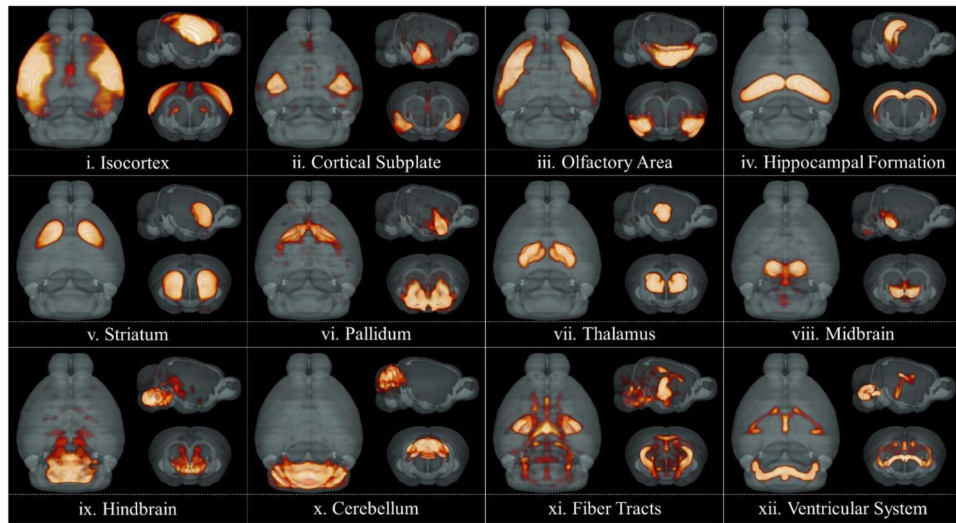 i. Isocortex
ii. Cortical Subplate
iii. Olfactory Area
iv. Hippocampal Formation
v. Striatum
vi. Pallidum
vii. Thalamus
viii. Midbrain
ix. Hindbrain
x. Cerebellum
xi. Fiber Tracts
xii. Ventricular System